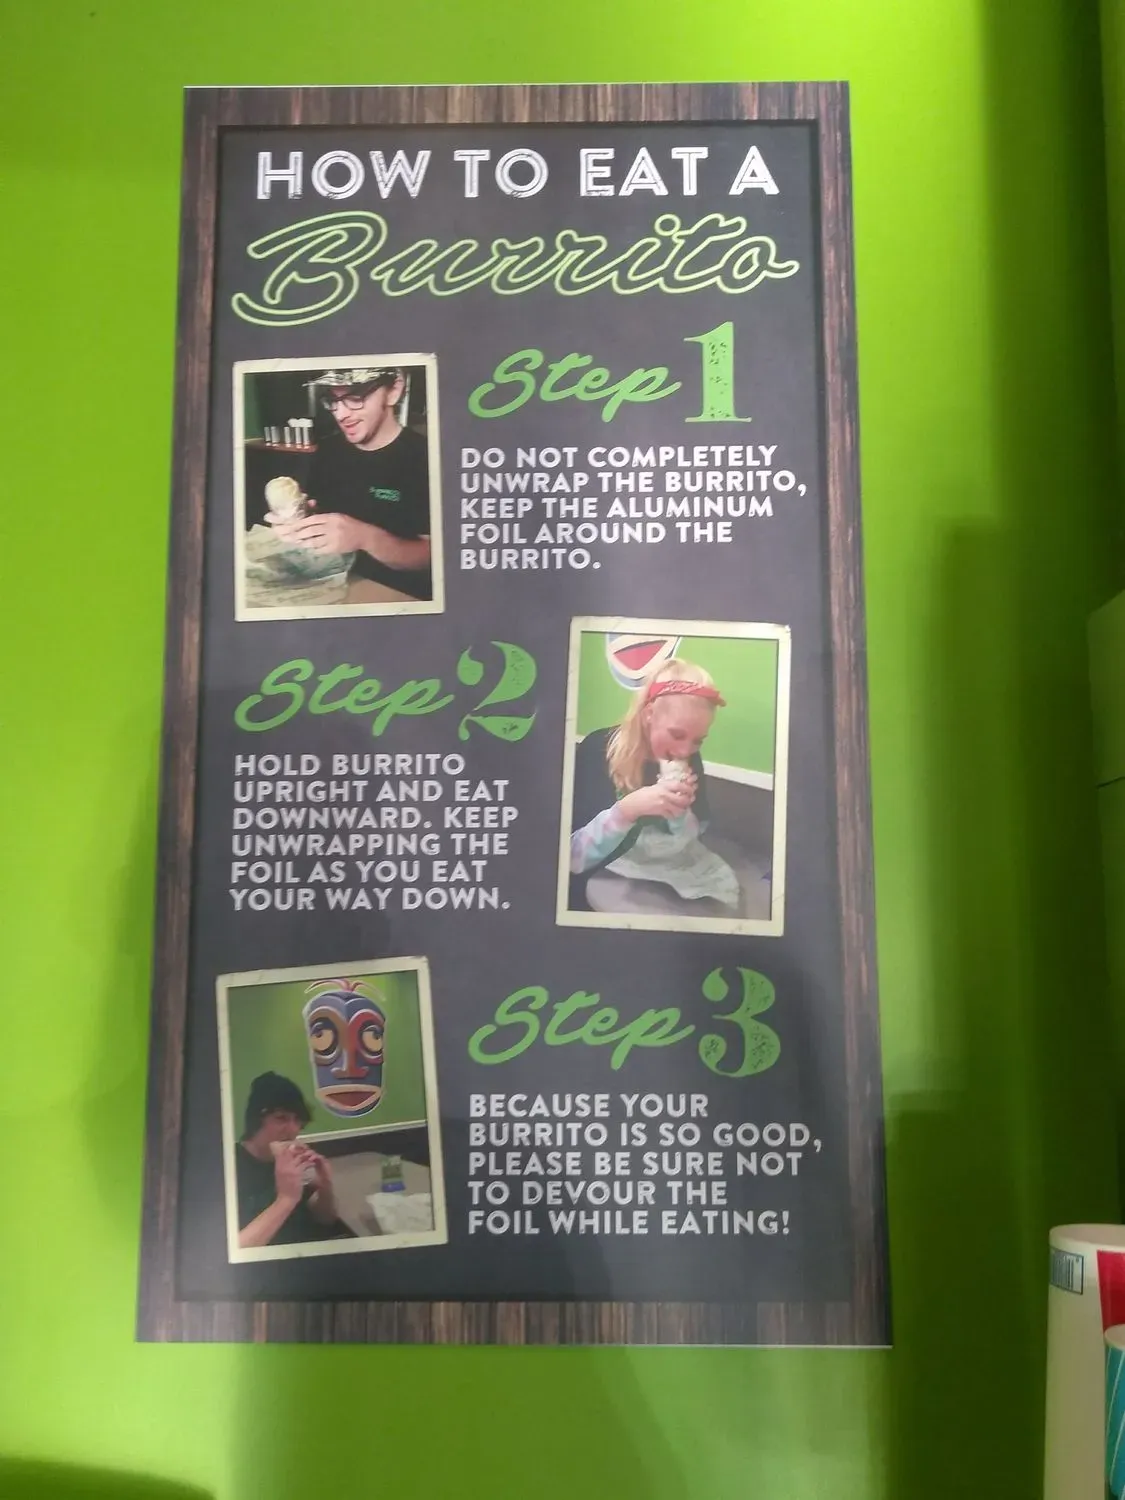 HOW TO EAT A
Burrito
Step 1
DO NOT COMPLETELY
UNWRAP THE BURRITO,
KEEP THE ALUMINUM
FOIL AROUND THE
BURRITO.
Step 2
HOLD BURRITO
UPRIGHT AND EAT
DOWNWARD. KEEP
UNWRAPPING THE
FOIL AS YOU EAT
YOUR WAY DOWN.
Step 3
BECAUSE YOUR
BURRITO IS SO GOOD,
PLEASE BE SURE NOT
TO DEVOUR THE
FOIL WHILE EATING!